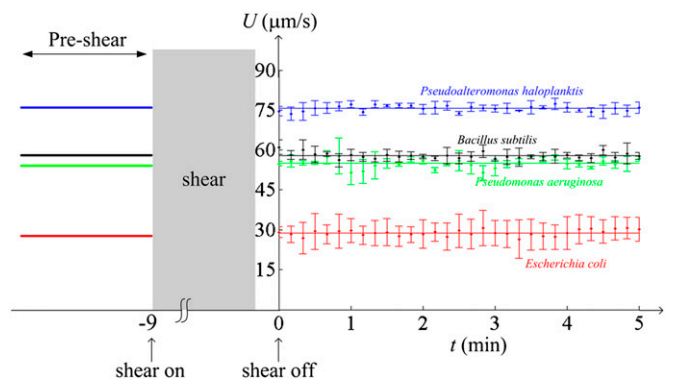 U (μm/s)
Pre-shear
90
75
60
45
30
15
shear
Pseudoalteromonas haloplanktis
Bacillus subtilis
Pseudomonas aeruginosa
Escherichia coli
-9 0 1 2 3 4 5
t (min)
shear on shear off